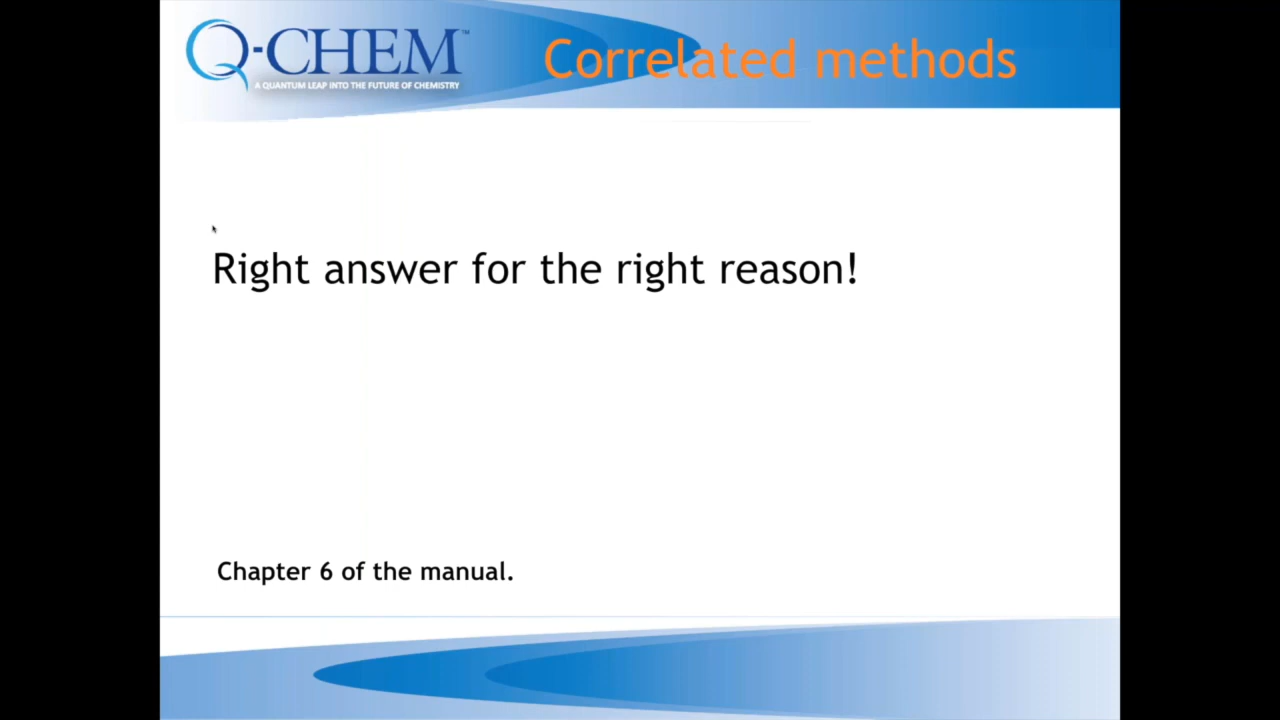 Q-CHEM™
A QUANTUM LEAP INTO THE FUTURE OF CHEMISTRY
Correlated methods
Right answer for the right reason!
Chapter 6 of the manual.